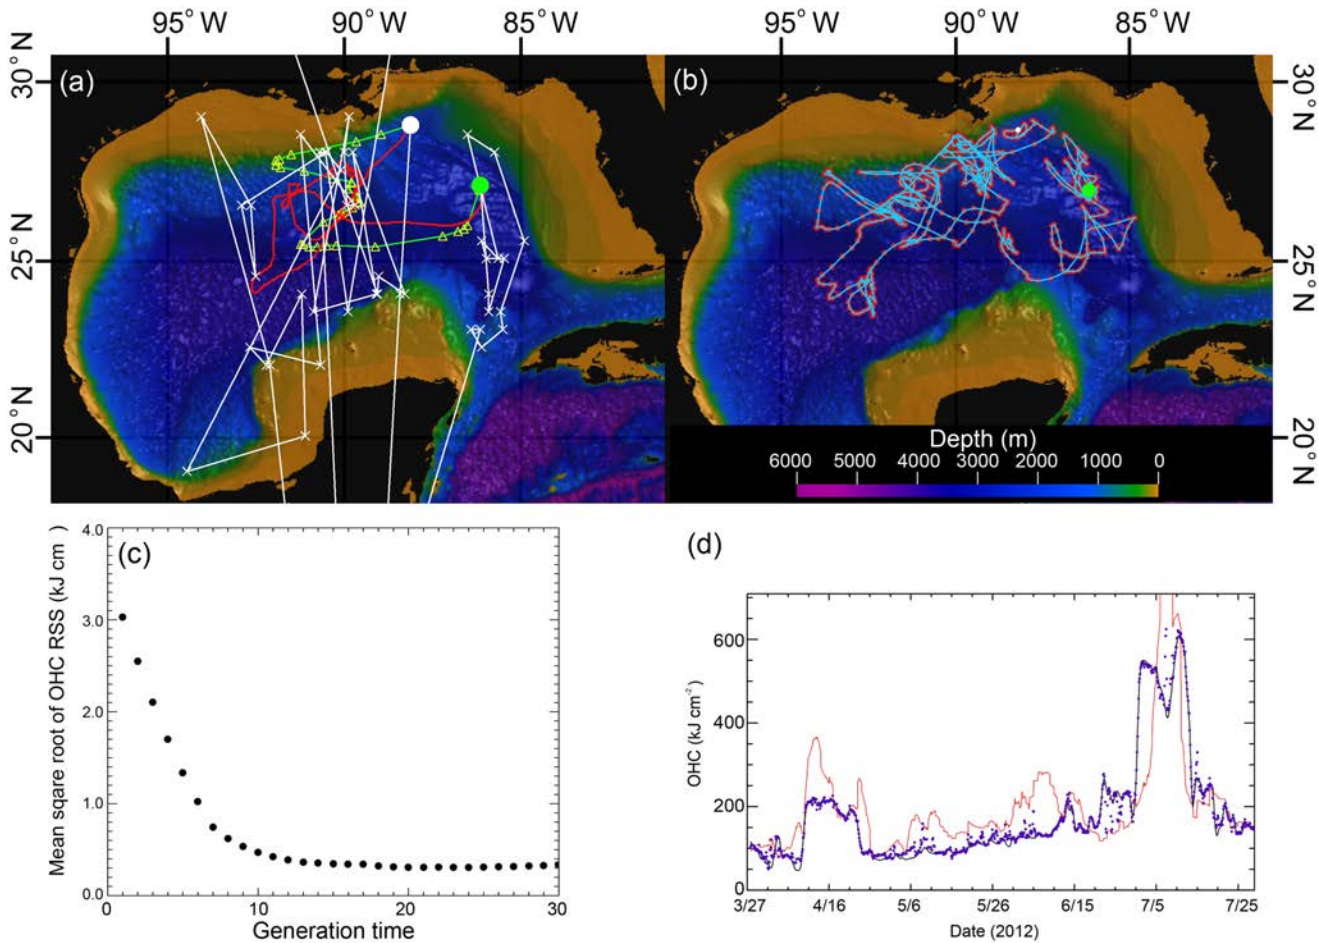 95°W 90°W 85°W 95°W 90°W 85°W
(a) (b)
30°N 30°N
25°N 25°N
20°N 20°N
Depth (m)
6000 5000 4000 3000 2000 1000 0
(c)
Mean sqare root of OHC RSS (kJ cm )
4.0
3.0
2.0
1.0
0.0
0 10 20 30
Generation time
(d)
OHC (kJ cm⁻²)
600
400
200
0
3/27 4/16 5/6 5/26 6/15 7/5 7/25
Date (2012)